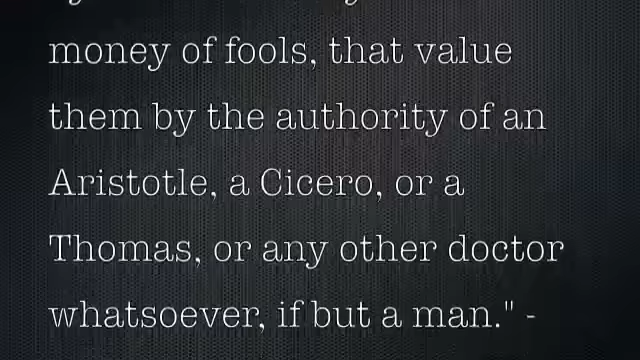 money of fools, that value
them by the authority of an
Aristotle, a Cicero, or a
Thomas, or any other doctor
whatsoever, if but a man." -